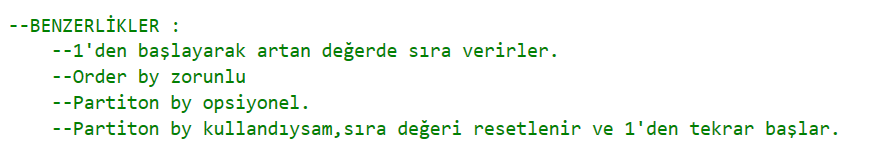 --BENZERLİKLER :
--1'den başlayarak artan değerde sıra verirler.
--Order by zorunlu
--Partiton by opsiyonel.
--Partiton by kullandıysam,sıra değeri resetlenir ve 1'den tekrar başlar.